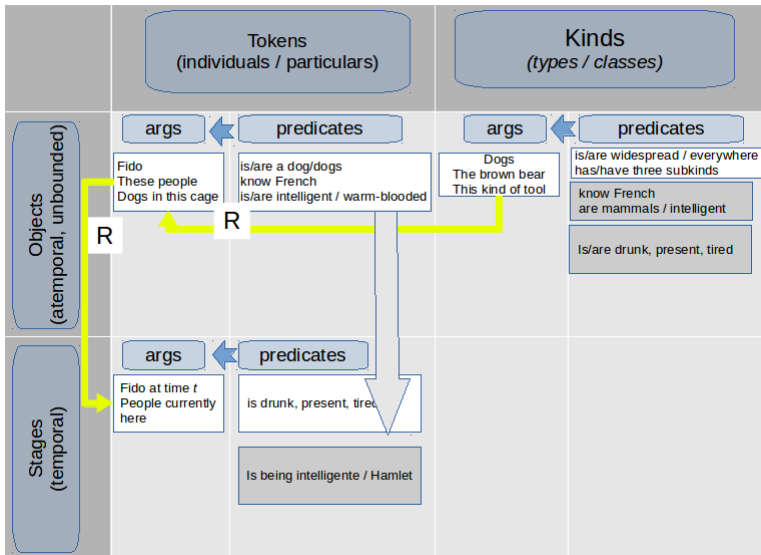 Tokens
(individuals / particulars)
Kinds
(types / classes)
Objects
(atemporal, unbounded)
args
predicates
args
predicates
Fido
These people
Dogs in this cage
is/are a dog/dogs
know French
is/are intelligent / warm-blooded
Dogs
The brown bear
This kind of tool
is/are widespread / everywhere
has/have three subkinds
know French
are mammals / intelligent
Is/are drunk, present, tired
R
R
Stages
(temporal)
args
predicates
Fido at time t
People currently
here
is drunk, present, tired
Is being intelligente / Hamlet